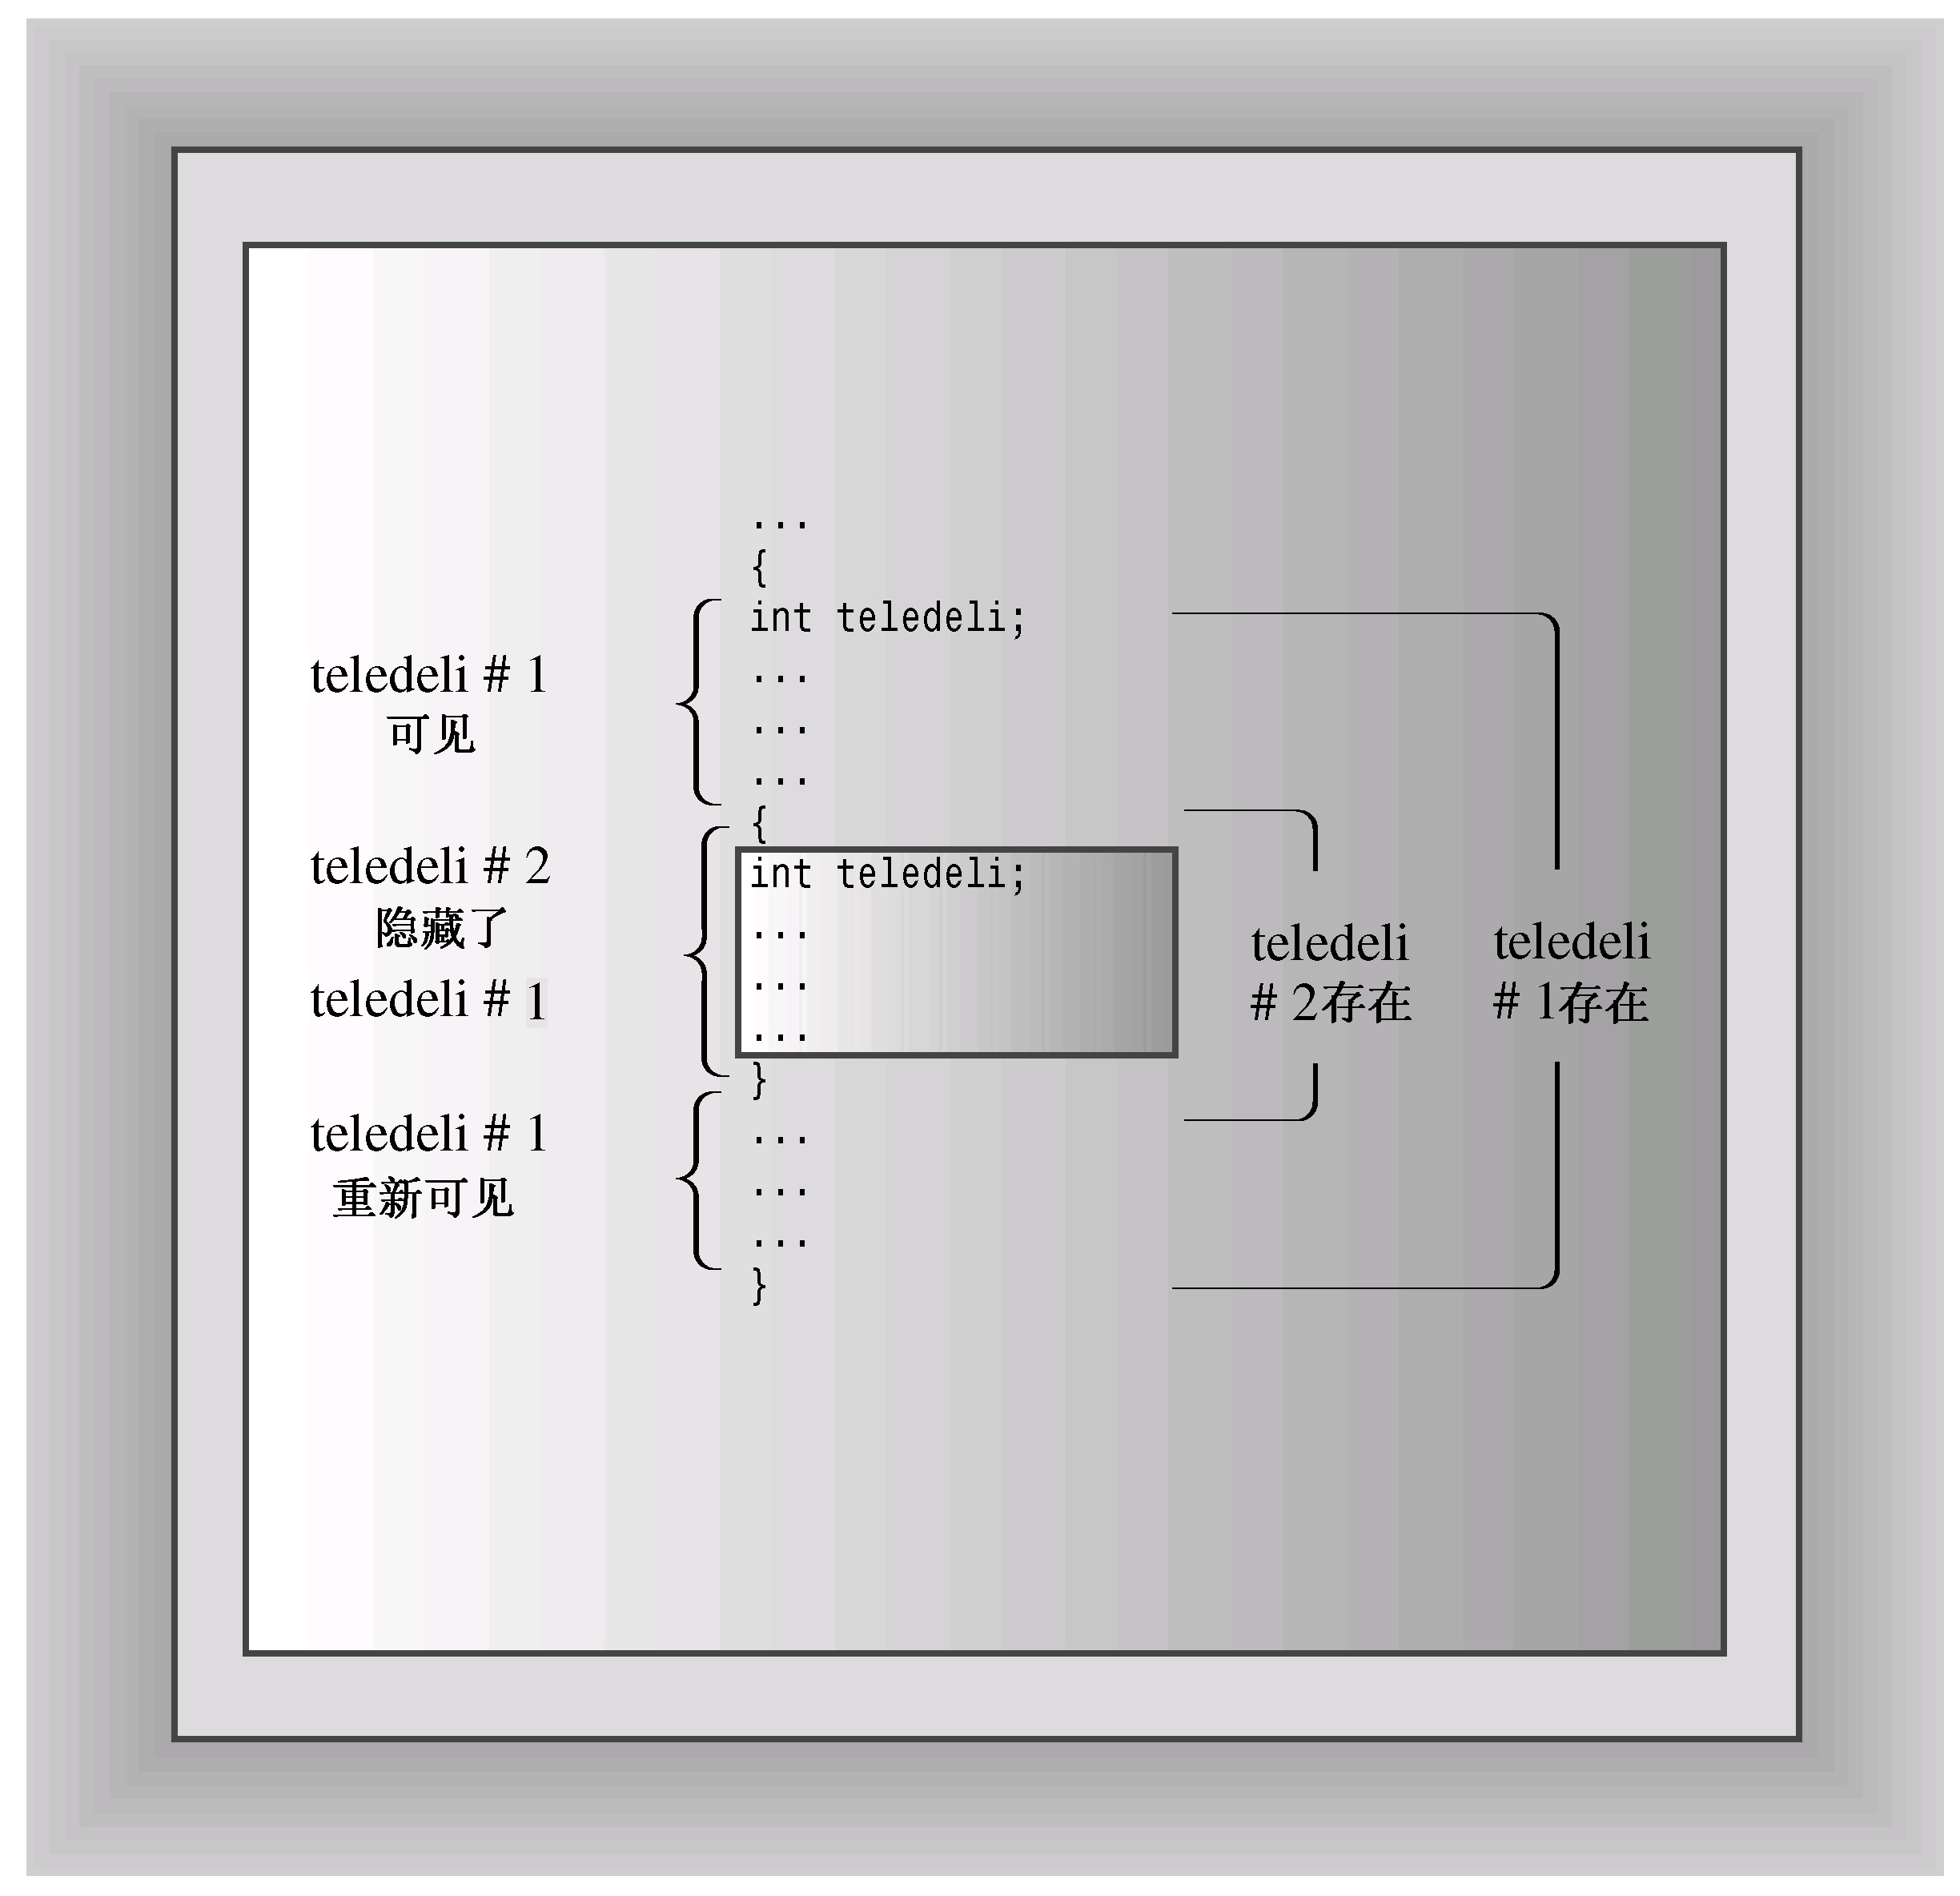 ...
{
int teledeli;
...
...
...
{
int teledeli;
...
...
...
}
...
...
...
}
teledeli # 1
可见
teledeli # 2
隐藏了
teledeli # 1
teledeli # 1
重新可见
teledeli
# 2存在
teledeli
# 1存在